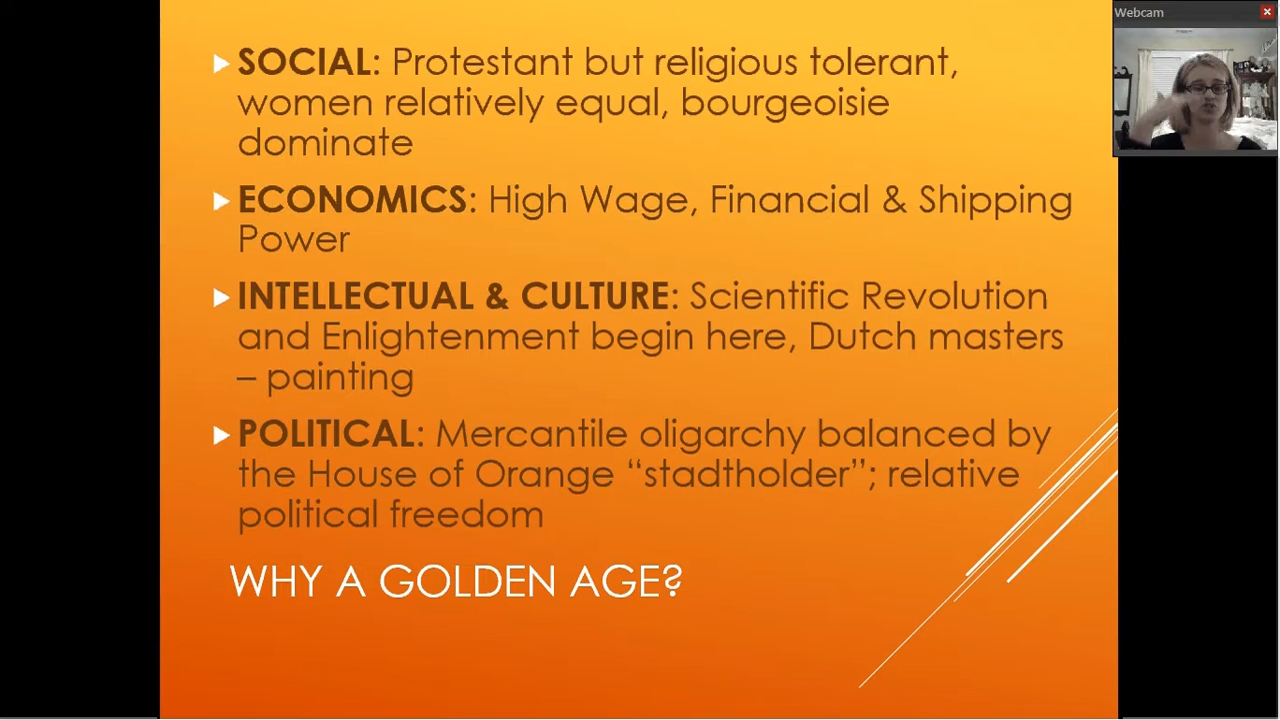 Webcam
SOCIAL: Protestant but religious tolerant,
women relatively equal, bourgeoisie
dominate
ECONOMICS: High Wage, Financial & Shipping
Power
INTELLECTUAL & CULTURE: Scientific Revolution
and Enlightenment begin here, Dutch masters
– painting
POLITICAL: Mercantile oligarchy balanced by
the House of Orange “stadtholder”; relative
political freedom
WHY A GOLDEN AGE?